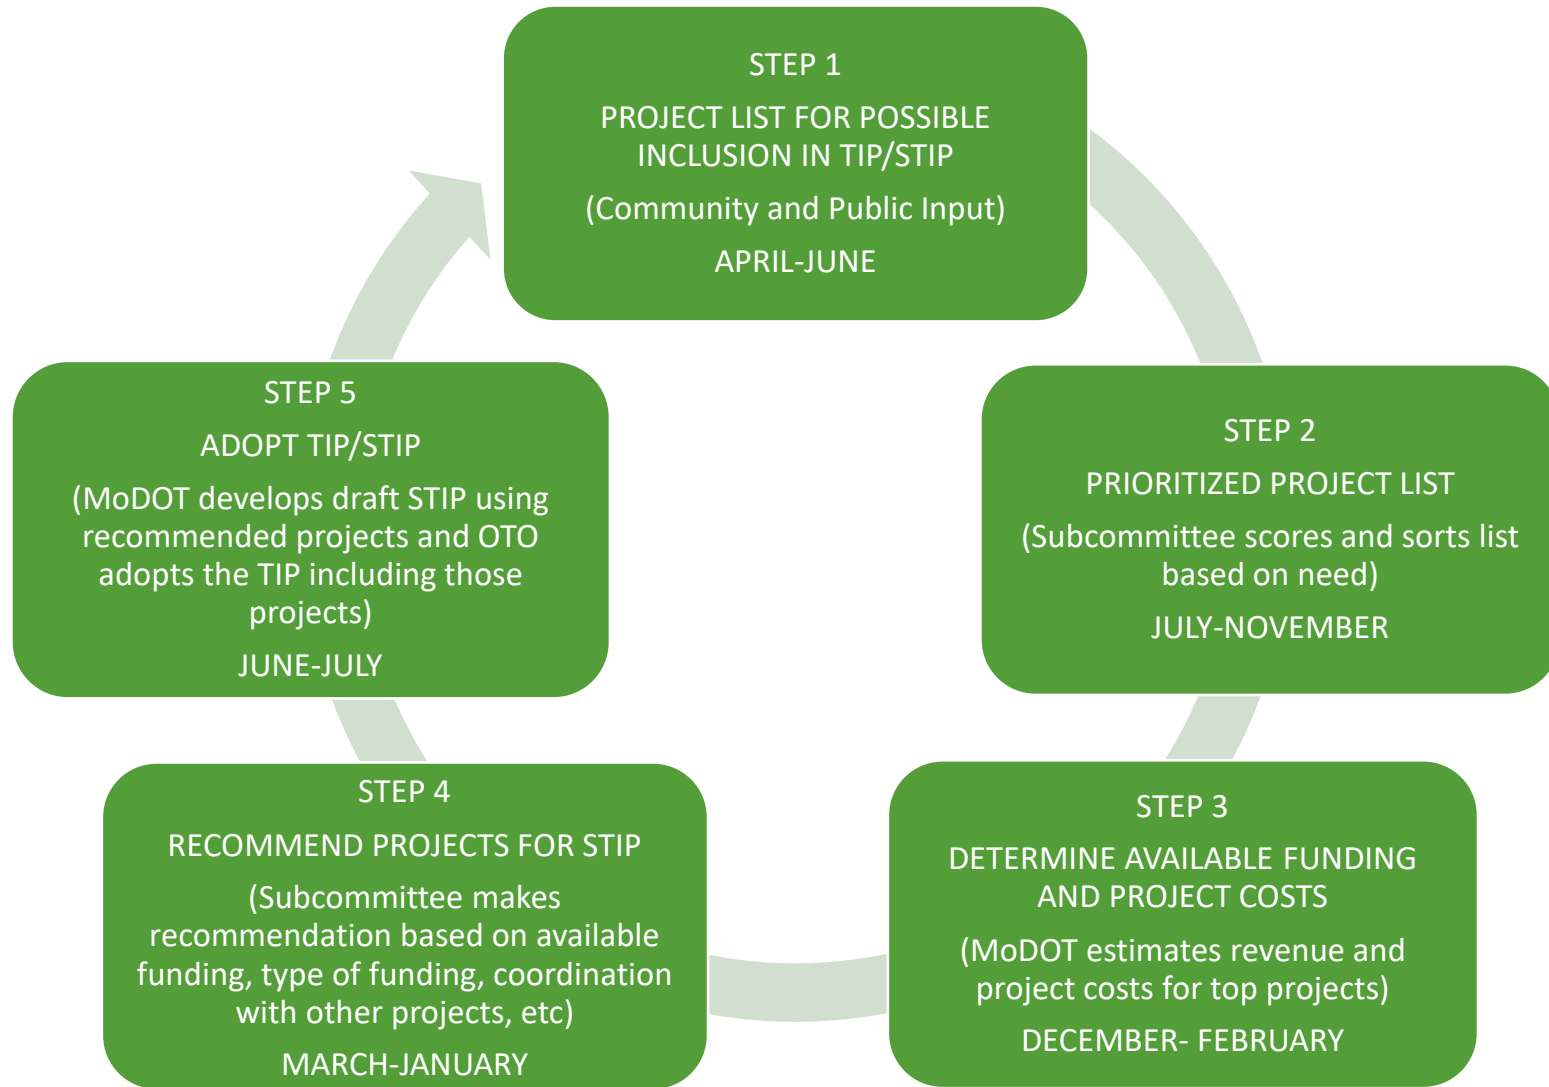 STEP 1
PROJECT LIST FOR POSSIBLE
INCLUSION IN TIP/STIP
(Community and Public Input)
APRIL-JUNE
STEP 2
PRIORITIZED PROJECT LIST
(Subcommittee scores and sorts list
based on need)
JULY-NOVEMBER
STEP 3
DETERMINE AVAILABLE FUNDING
AND PROJECT COSTS
(MoDOT estimates revenue and
project costs for top projects)
DECEMBER- FEBRUARY
STEP 4
RECOMMEND PROJECTS FOR STIP
(Subcommittee makes
recommendation based on available
funding, type of funding, coordination
with other projects, etc)
MARCH-JANUARY
STEP 5
ADOPT TIP/STIP
(MoDOT develops draft STIP using
recommended projects and OTO
adopts the TIP including those
projects)
JUNE-JULY